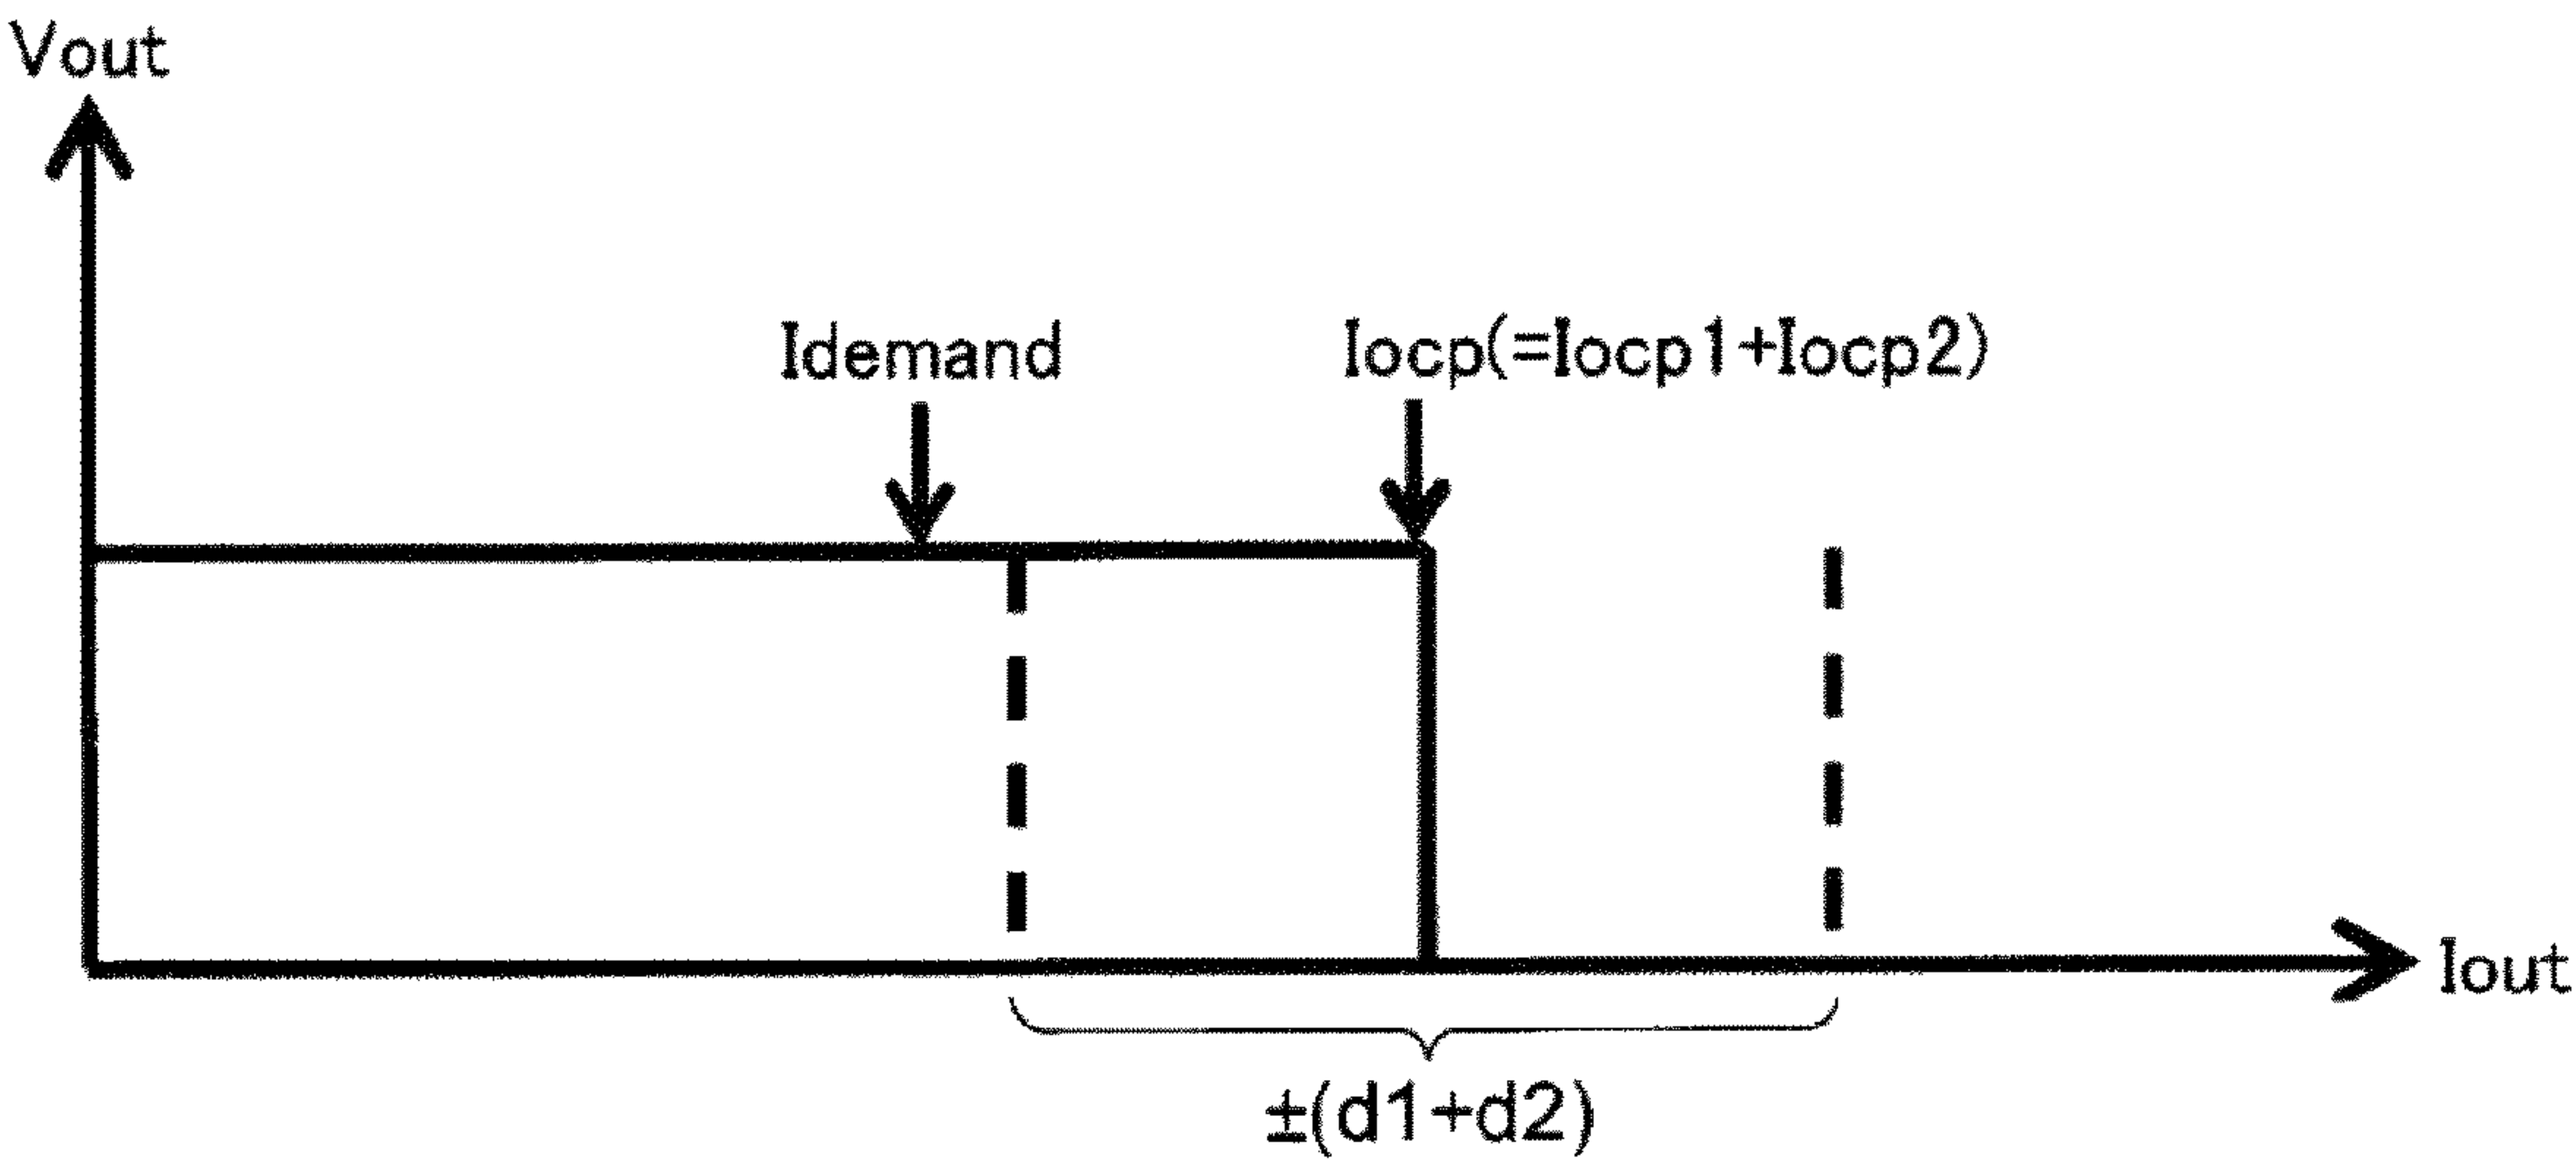 Vout
Idemand
Iocp(=Iocp1+Iocp2)
Iout
±(d1+d2)